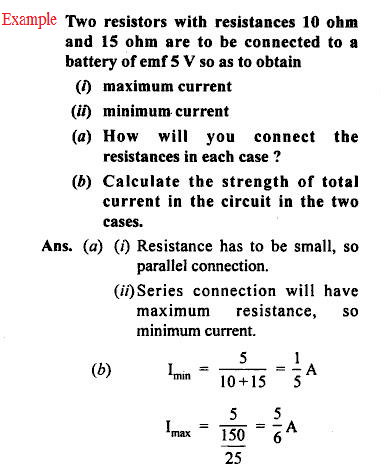 Example Two resistors with resistances 10 ohm
and 15 ohm are to be connected to a
battery of emf 5 V so as to obtain
(i) maximum current
(ii) minimum current
(a) How will you connect the
resistances in each case ?
(b) Calculate the strength of total
current in the circuit in the two
cases.
Ans. (a) (i) Resistance has to be small, so
parallel connection.
(ii) Series connection will have
maximum resistance, so
minimum current.
(b) I_min = 5/(10+15) = 1/5 A
I_max = 5/(150/25) = 5/6 A